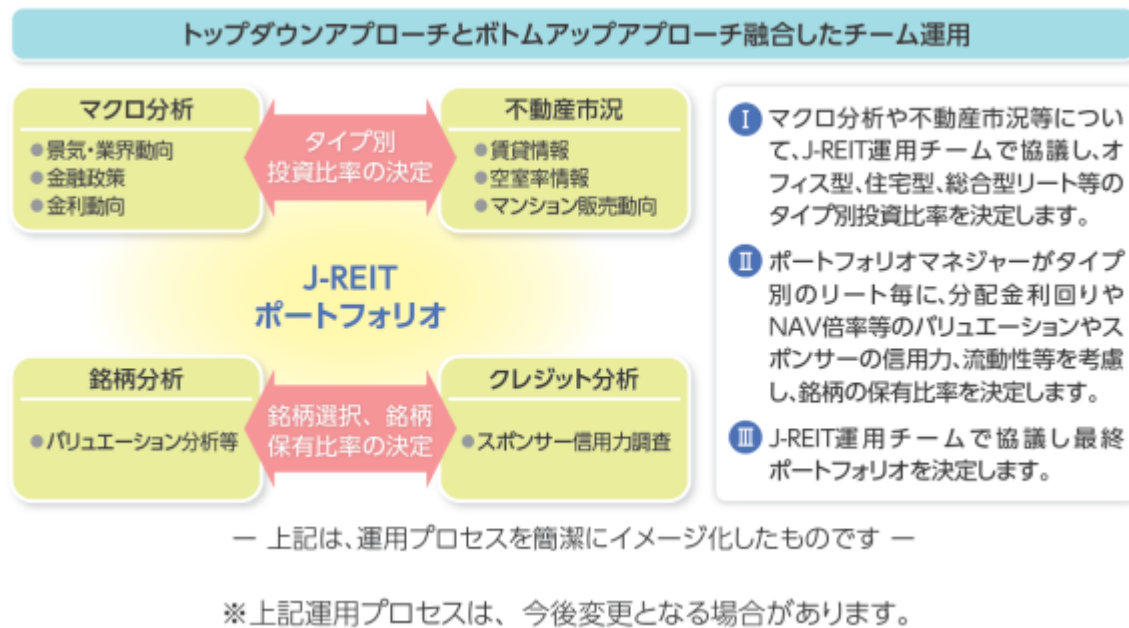 トップダウンアプローチとボトムアップアプローチ融合したチーム運用
マクロ分析
●景気・業界動向
●金融政策
●金利動向
タイプ別
投資比率の決定
不動産市況
●賃貸情報
●空室率情報
●マンション販売動向
J-REIT
ポートフォリオ
銘柄分析
●バリュエーション分析等
銘柄選択、銘柄
保有比率の決定
クレジット分析
●スポンサー信用力調査
Ⅰ マクロ分析や不動産市況等につい
て、J-REIT運用チームで協議し、オ
フィス型、住宅型、総合型リート等の
タイプ別投資比率を決定します。
Ⅱ ポートフォリオマネジャーがタイプ
別のリート毎に、分配金利回りや
NAV倍率等のバリュエーションやス
ポンサーの信用力、流動性等を考慮
し、銘柄の保有比率を決定します。
Ⅲ J-REIT運用チームで協議し最終
ポートフォリオを決定します。
― 上記は、運用プロセスを簡潔にイメージ化したものです ―
※上記運用プロセスは、今後変更となる場合があります。